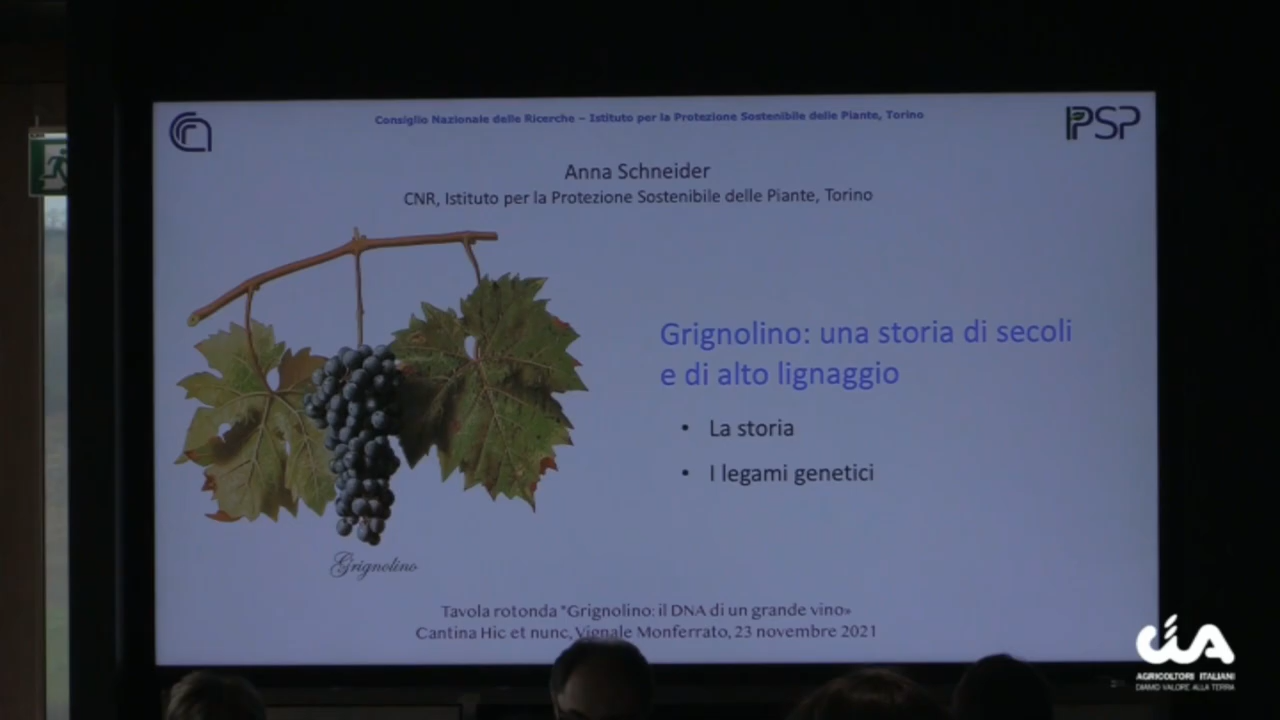 Consiglio Nazionale delle Ricerche – Istituto per la Protezione Sostenibile delle Piante, Torino
IPSP
Anna Schneider
CNR, Istituto per la Protezione Sostenibile delle Piante, Torino
Grignolino: una storia di secoli
e di alto lignaggio
• La storia
• I legami genetici
Grignolino
Tavola rotonda "Grignolino: il DNA di un grande vino»
Cantina Hic et nunc, Vignale Monferrato, 23 novembre 2021
CIA
AGRICOLTORI ITALIANI
DIAMO VALORE ALLA TERRA